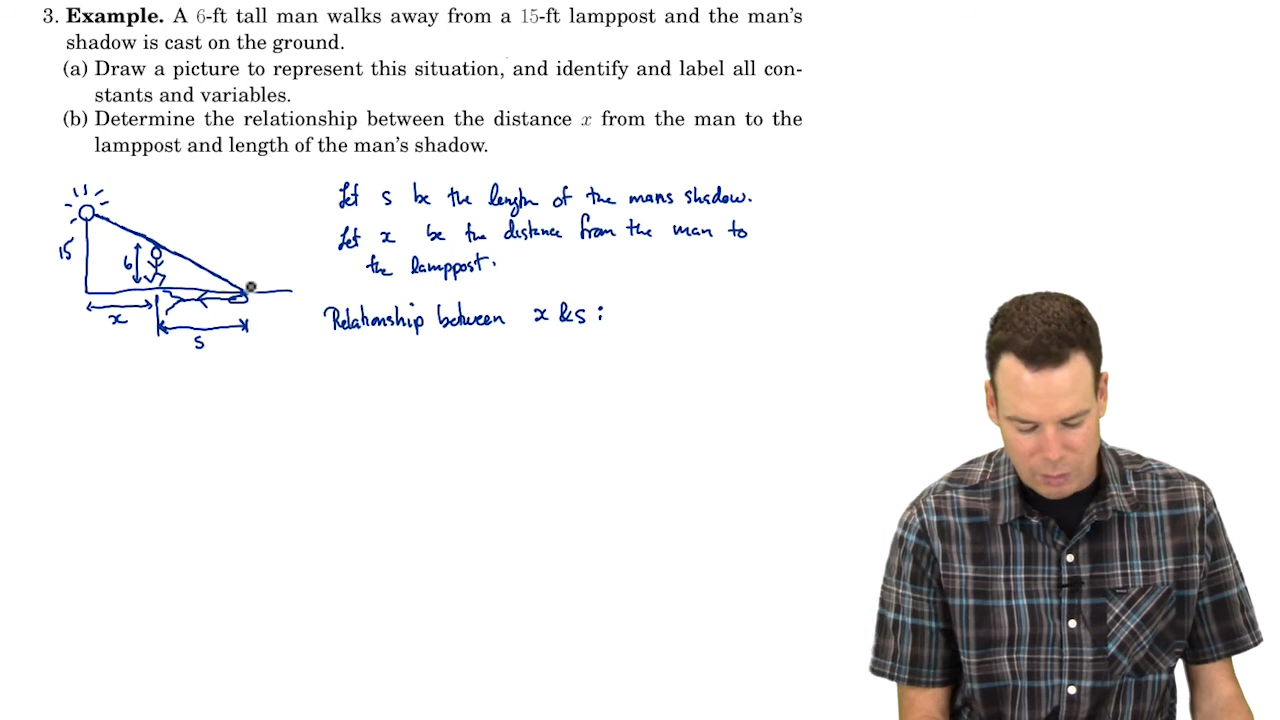 3. Example. A 6-ft tall man walks away from a 15-ft lamppost and the man's
shadow is cast on the ground.
(a) Draw a picture to represent this situation, and identify and label all con-
stants and variables.
(b) Determine the relationship between the distance x from the man to the
lamppost and length of the man's shadow.
Let s be the length of the mans shadow.
Let x be the distance from the man to
the lamppost.
15
6
x
s
Relationship between x & s :